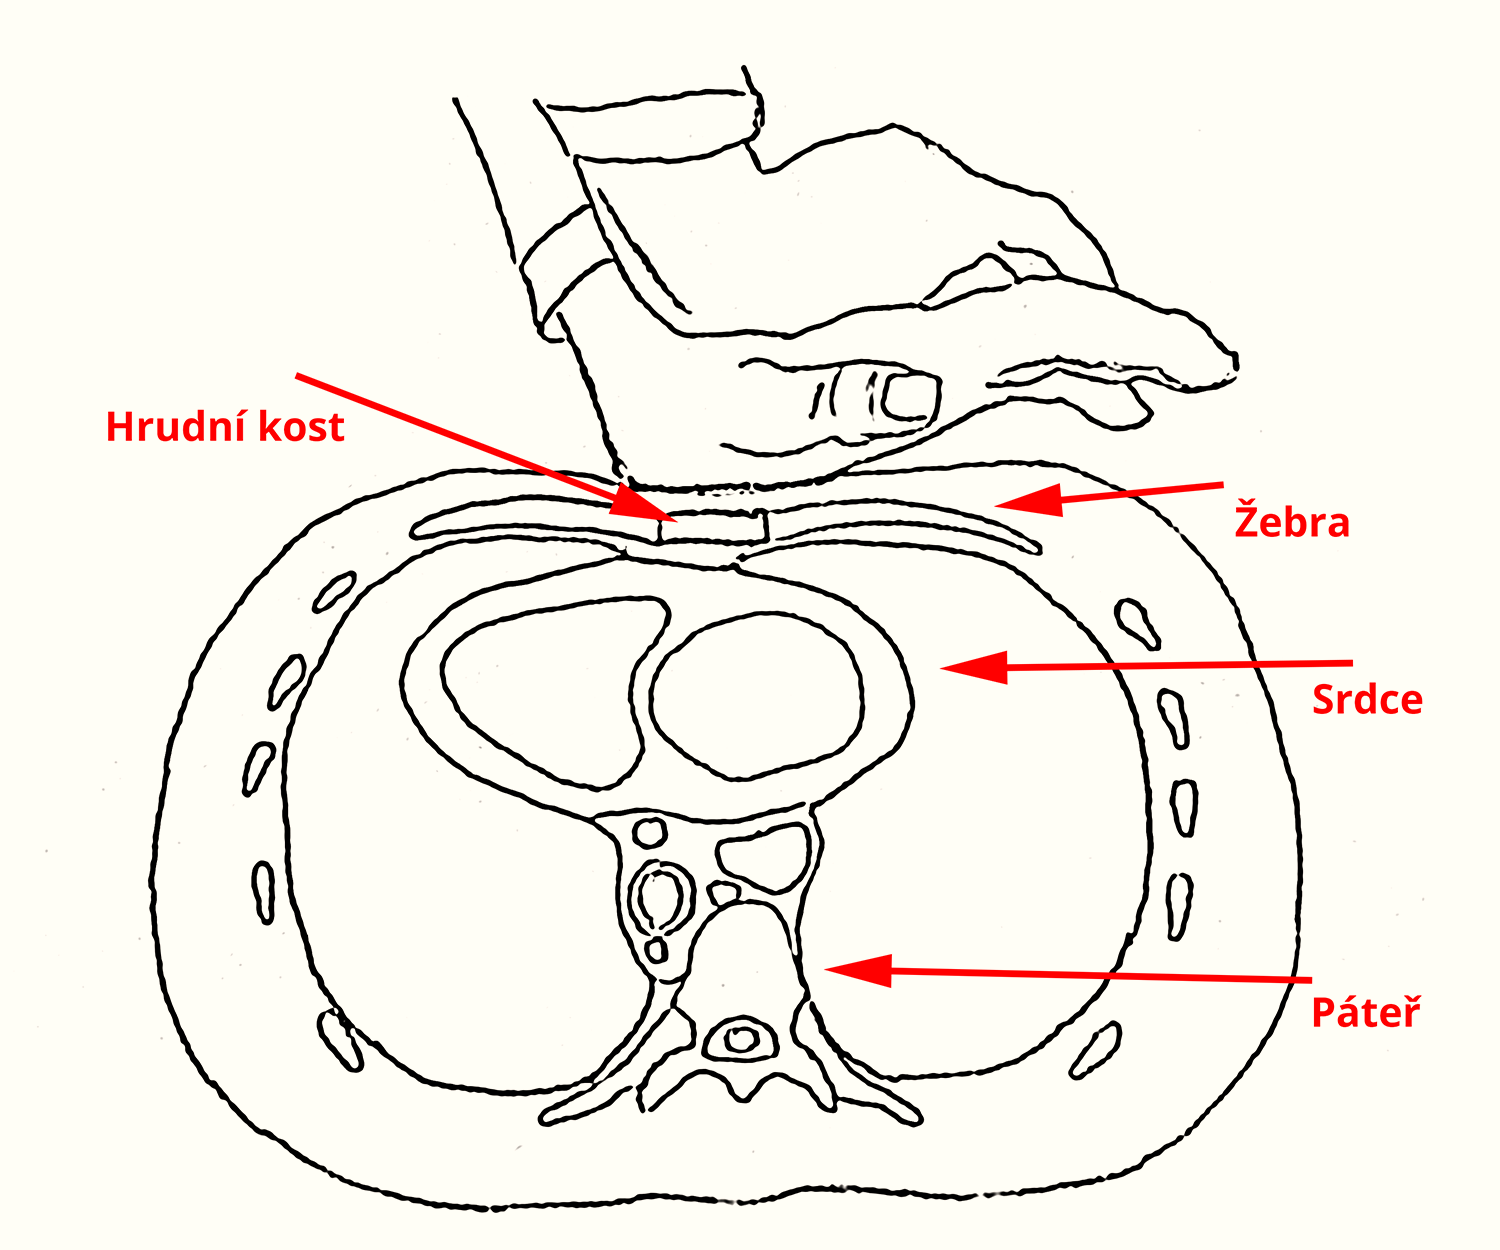 Hrudní kost
Žebra
Srdce
Páteř